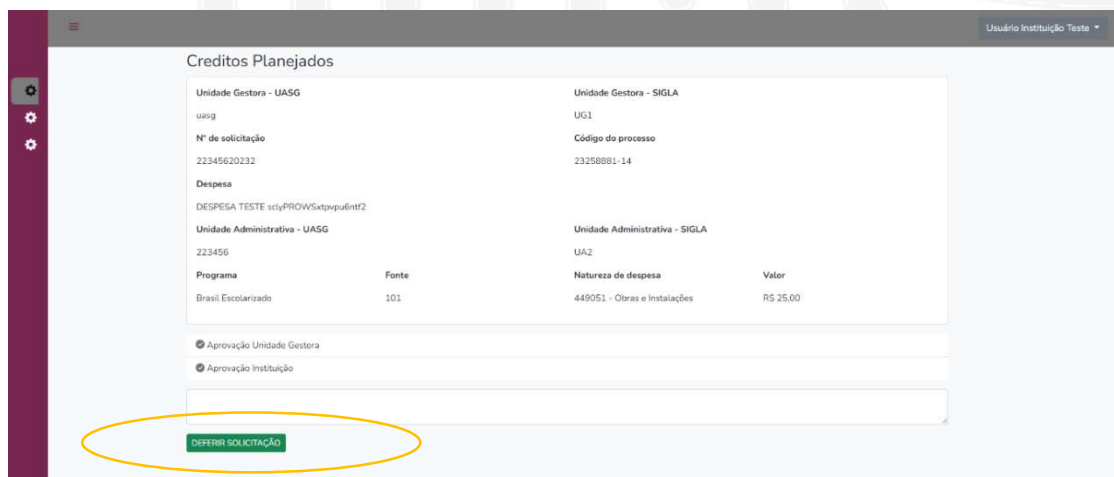 Usuário Instituição Teste
Creditos Planejados
Unidade Gestora - UASG Unidade Gestora - SIGLA
uasg UG1
N° de solicitação Código do processo
22345620232 23258881-14
Despesa
DESPESA TESTE sclyPROWSxtpvpu6ntf2
Unidade Administrativa - UASG Unidade Administrativa - SIGLA
223456 UA2
Programa Fonte Natureza de despesa Valor
Brasil Escolarizado 101 449051 - Obras e Instalações R$ 25,00
Aprovação Unidade Gestora
Aprovação Instituição
DEFERIR SOLICITAÇÃO